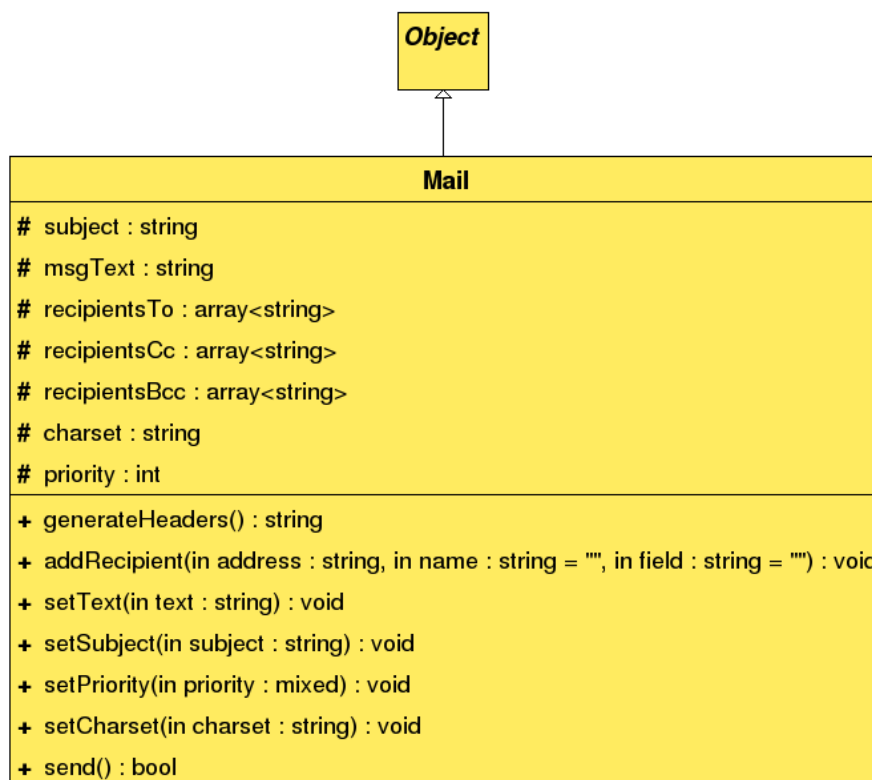 Object
Mail
# subject : string
# msgText : string
# recipientsTo : array<string>
# recipientsCc : array<string>
# recipientsBcc : array<string>
# charset : string
# priority : int
+ generateHeaders() : string
+ addRecipient(in address : string, in name : string = "", in field : string = "") : void
+ setText(in text : string) : void
+ setSubject(in subject : string) : void
+ setPriority(in priority : mixed) : void
+ setCharset(in charset : string) : void
+ send() : bool